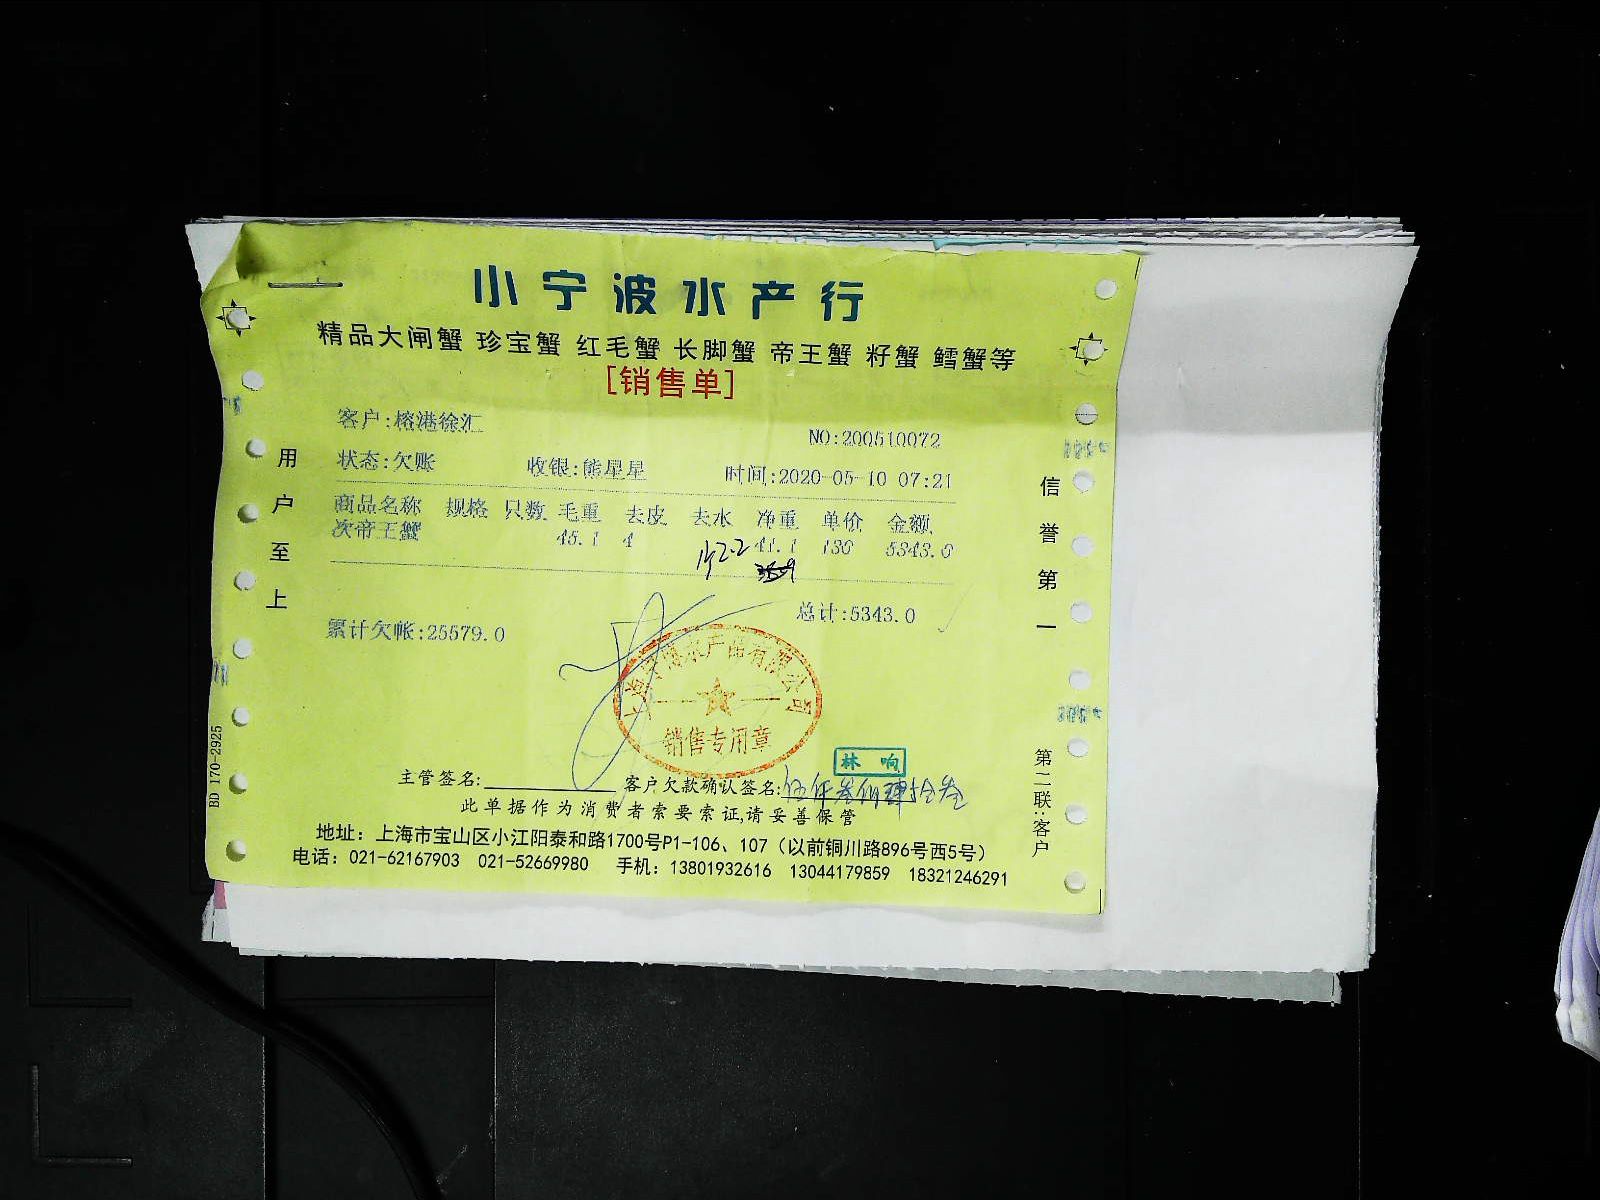 小宁波水产行
精品大闸蟹 珍宝蟹 红毛蟹 长脚蟹 帝王蟹 籽蟹 鳕蟹等
[销售单]
客户:榕港徐汇
NO:200510072
状态:欠账 收银:熊星星 时间:2020-05-10 07:21
商品名称 规格 只数 毛重 去皮 去水 净重 单价 金额
次帝王蟹 45.1 4 41.1 130 5343.0
总计:5343.0
累计欠帐:25579.0
用户至上
信誉第一
销售专用章
林响
主管签名: 客户欠款确认签名:伍仟叁佰肆拾叁
此单据作为消费者索要索证,请妥善保管
地址：上海市宝山区小江阳泰和路1700号P1-106、107（以前铜川路896号西5号）
电话：021-62167903 021-52669980 手机：13801932616 13044179859 18321246291
BD 170-2925
第二联:客户